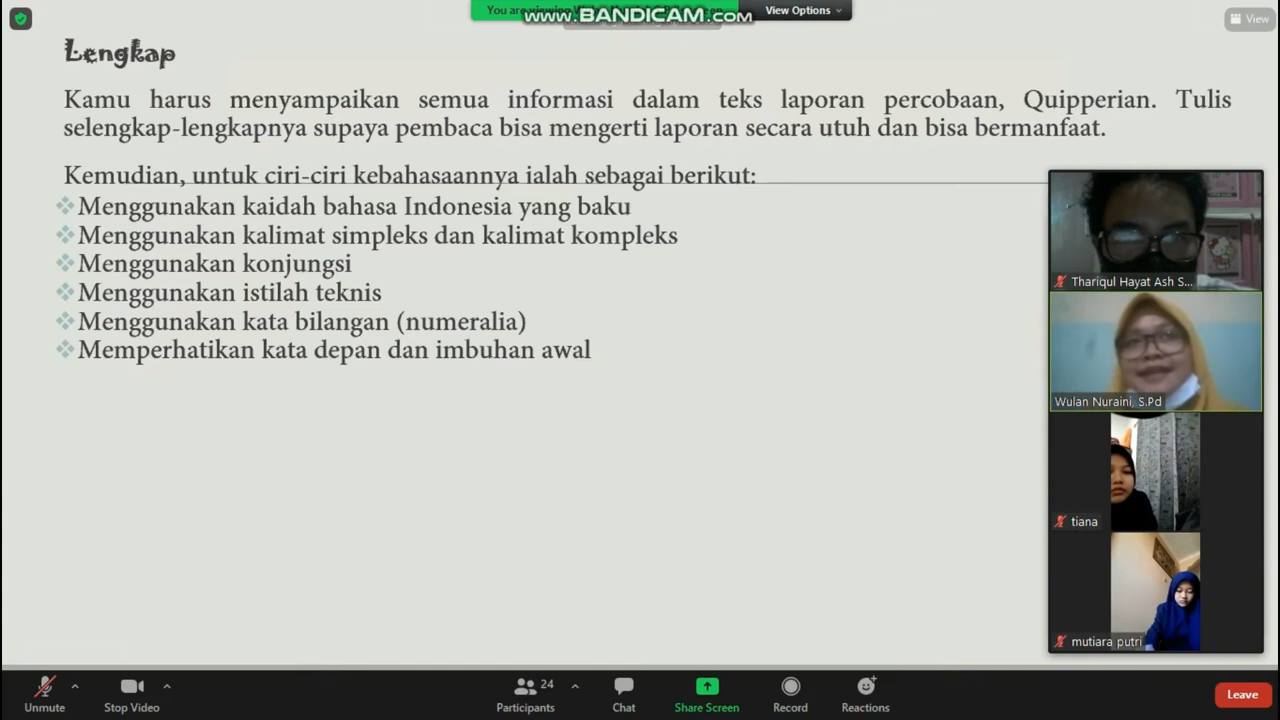 You are
www.BANDICAM.com
View Options
View
Lengkap
Kamu harus menyampaikan semua informasi dalam teks laporan percobaan, Quipperian. Tulis
selengkap-lengkapnya supaya pembaca bisa mengerti laporan secara utuh dan bisa bermanfaat.
Kemudian, untuk ciri-ciri kebahasaannya ialah sebagai berikut:
Menggunakan kaidah bahasa Indonesia yang baku
Menggunakan kalimat simpleks dan kalimat kompleks
Menggunakan konjungsi
Menggunakan istilah teknis
Menggunakan kata bilangan (numeralia)
Memperhatikan kata depan dan imbuhan awal
Thariqul Hayat Ash S...
Wulan Nuraini, S.Pd
tiana
mutiara putri
Unmute
Stop Video
24
Participants
Chat
Share Screen
Record
Reactions
Leave